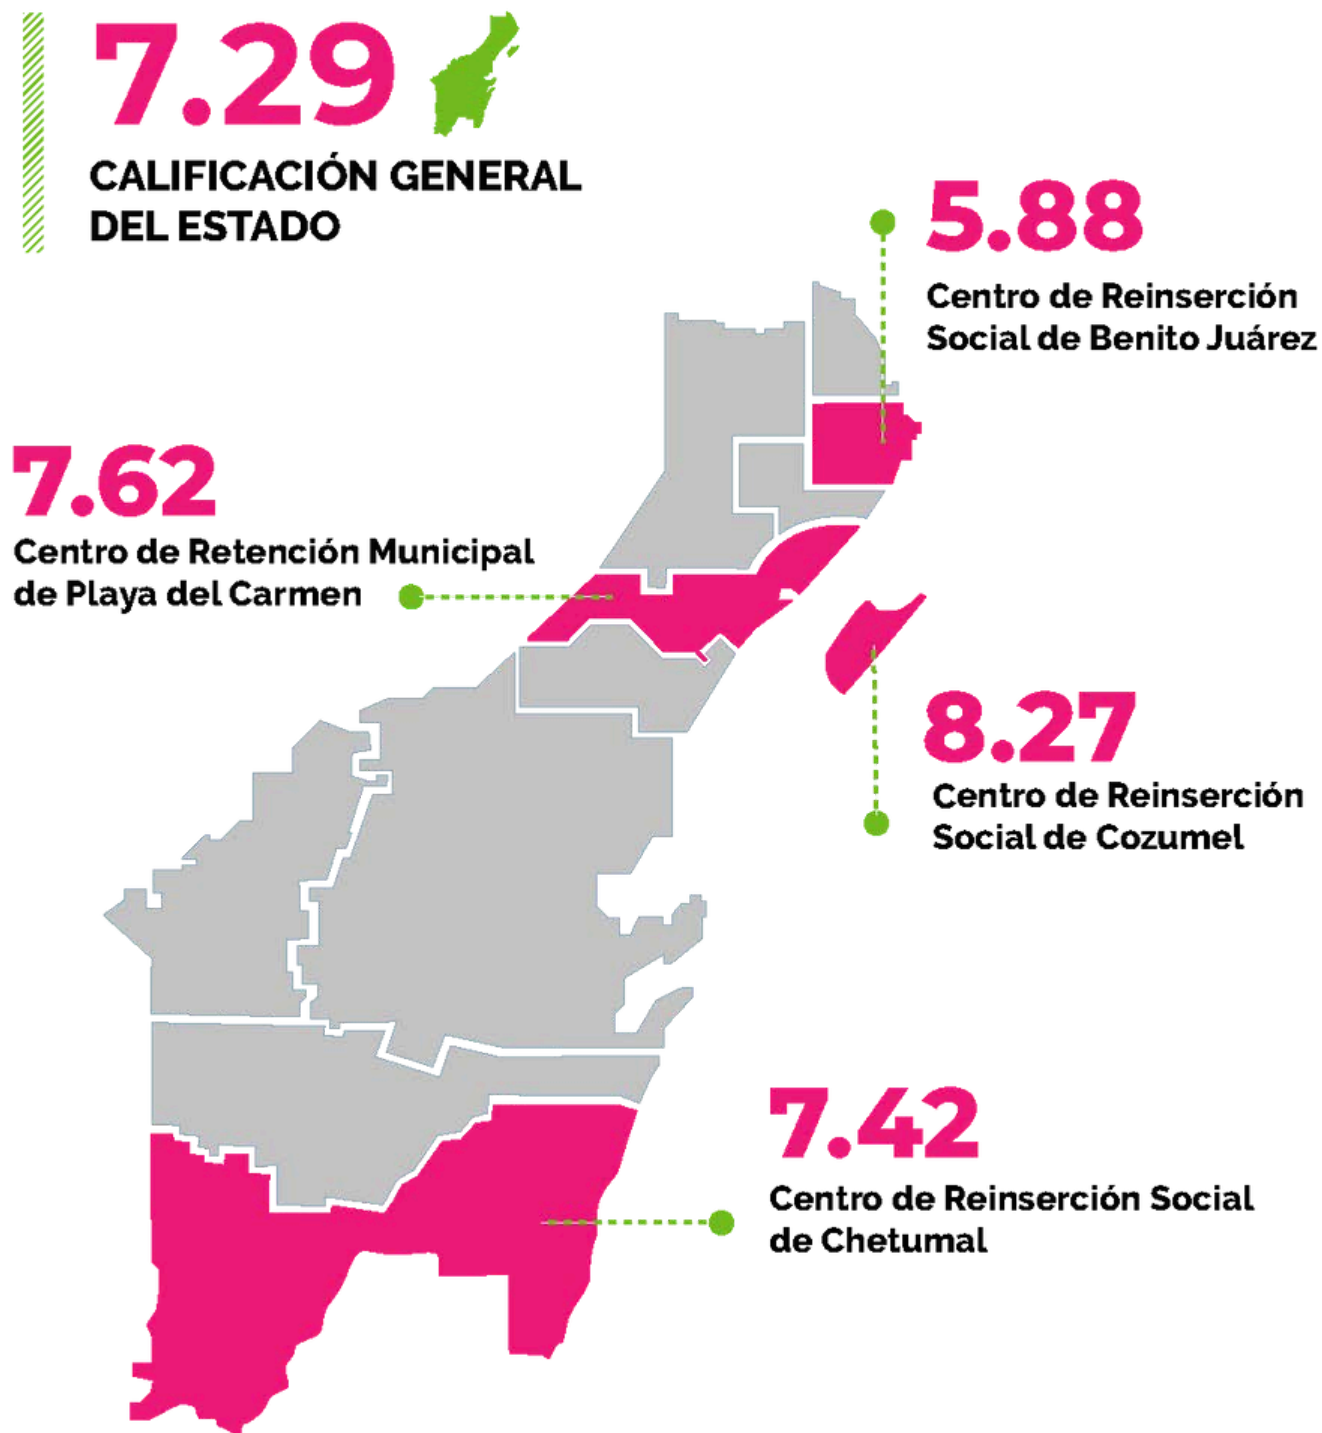 7.29
CALIFICACIÓN GENERAL
DEL ESTADO
5.88
Centro de Reinserción
Social de Benito Juárez
7.62
Centro de Retención Municipal
de Playa del Carmen
8.27
Centro de Reinserción
Social de Cozumel
7.42
Centro de Reinserción Social
de Chetumal